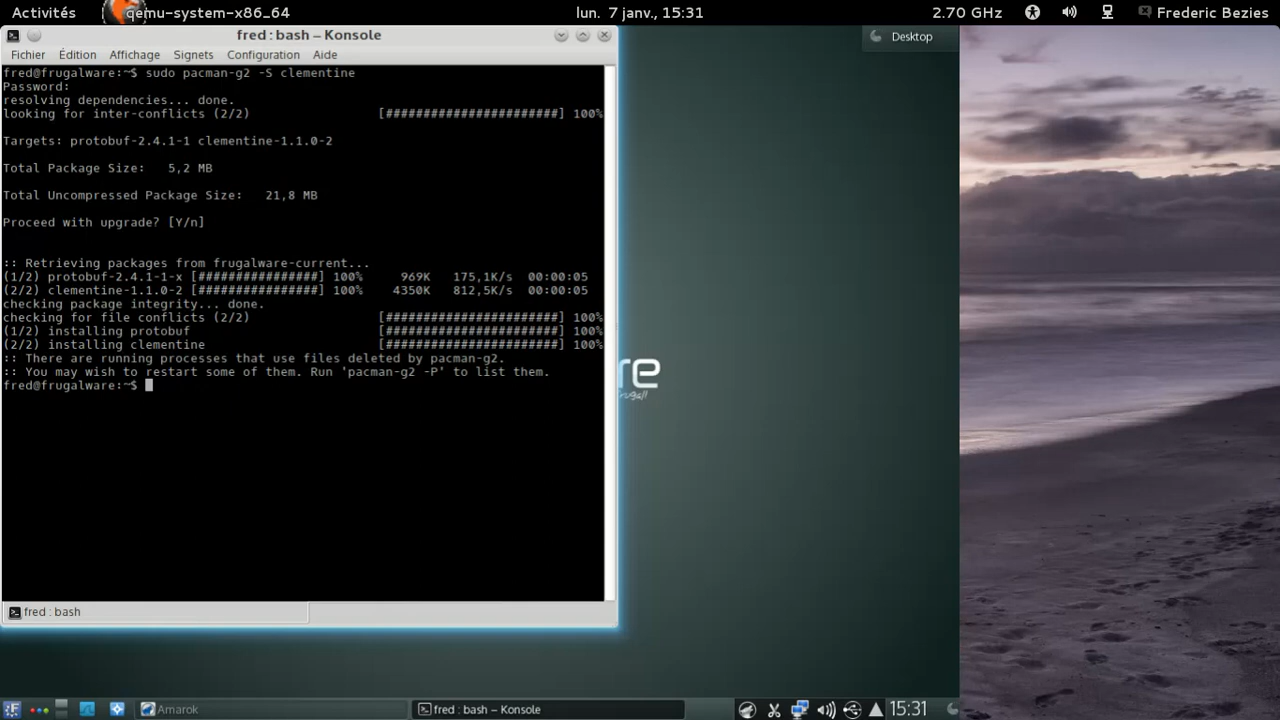 Activités qemu-system-x86_64 lun. 7 janv., 15:31 2.70 GHz Frederic Bezies
fred : bash – Konsole
Desktop
Fichier Édition Affichage Signets Configuration Aide
fred@frugalware:~$ sudo pacman-g2 -S clementine
Password:
resolving dependencies... done.
looking for inter-conflicts (2/2) [######################] 100%
Targets: protobuf-2.4.1-1 clementine-1.1.0-2
Total Package Size: 5,2 MB
Total Uncompressed Package Size: 21,8 MB
Proceed with upgrade? [Y/n]
:: Retrieving packages from frugalware-current...
(1/2) protobuf-2.4.1-1-x [################] 100% 969K 175,1K/s 00:00:05
(2/2) clementine-1.1.0-2 [################] 100% 4350K 812,5K/s 00:00:05
checking package integrity... done.
checking for file conflicts (2/2) [######################] 100%
(1/2) installing protobuf [######################] 100%
(2/2) installing clementine [######################] 100%
:: There are running processes that use files deleted by pacman-g2.
:: You may wish to restart some of them. Run 'pacman-g2 -P' to list them.
fred@frugalware:~$
re
frugal!
fred : bash
Amarok
fred : bash – Konsole
15:31